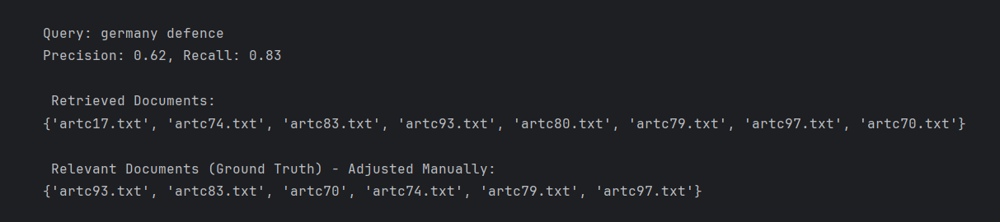 Query: germany defence
Precision: 0.62, Recall: 0.83
Retrieved Documents:
{'artc17.txt', 'artc74.txt', 'artc83.txt', 'artc93.txt', 'artc80.txt', 'artc79.txt', 'artc97.txt', 'artc70.txt'}
Relevant Documents (Ground Truth) - Adjusted Manually:
{'artc93.txt', 'artc83.txt', 'artc70', 'artc74.txt', 'artc79.txt', 'artc97.txt'}